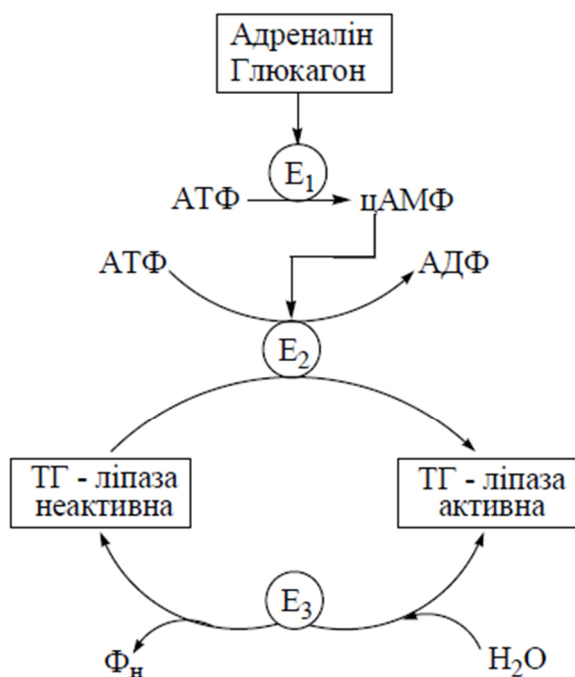 Адреналін
Глюкагон
E₁
АТФ цАМФ
АТФ АДФ
E₂
ТГ - ліпаза
неактивна
ТГ - ліпаза
активна
E₃
Фн
H₂O